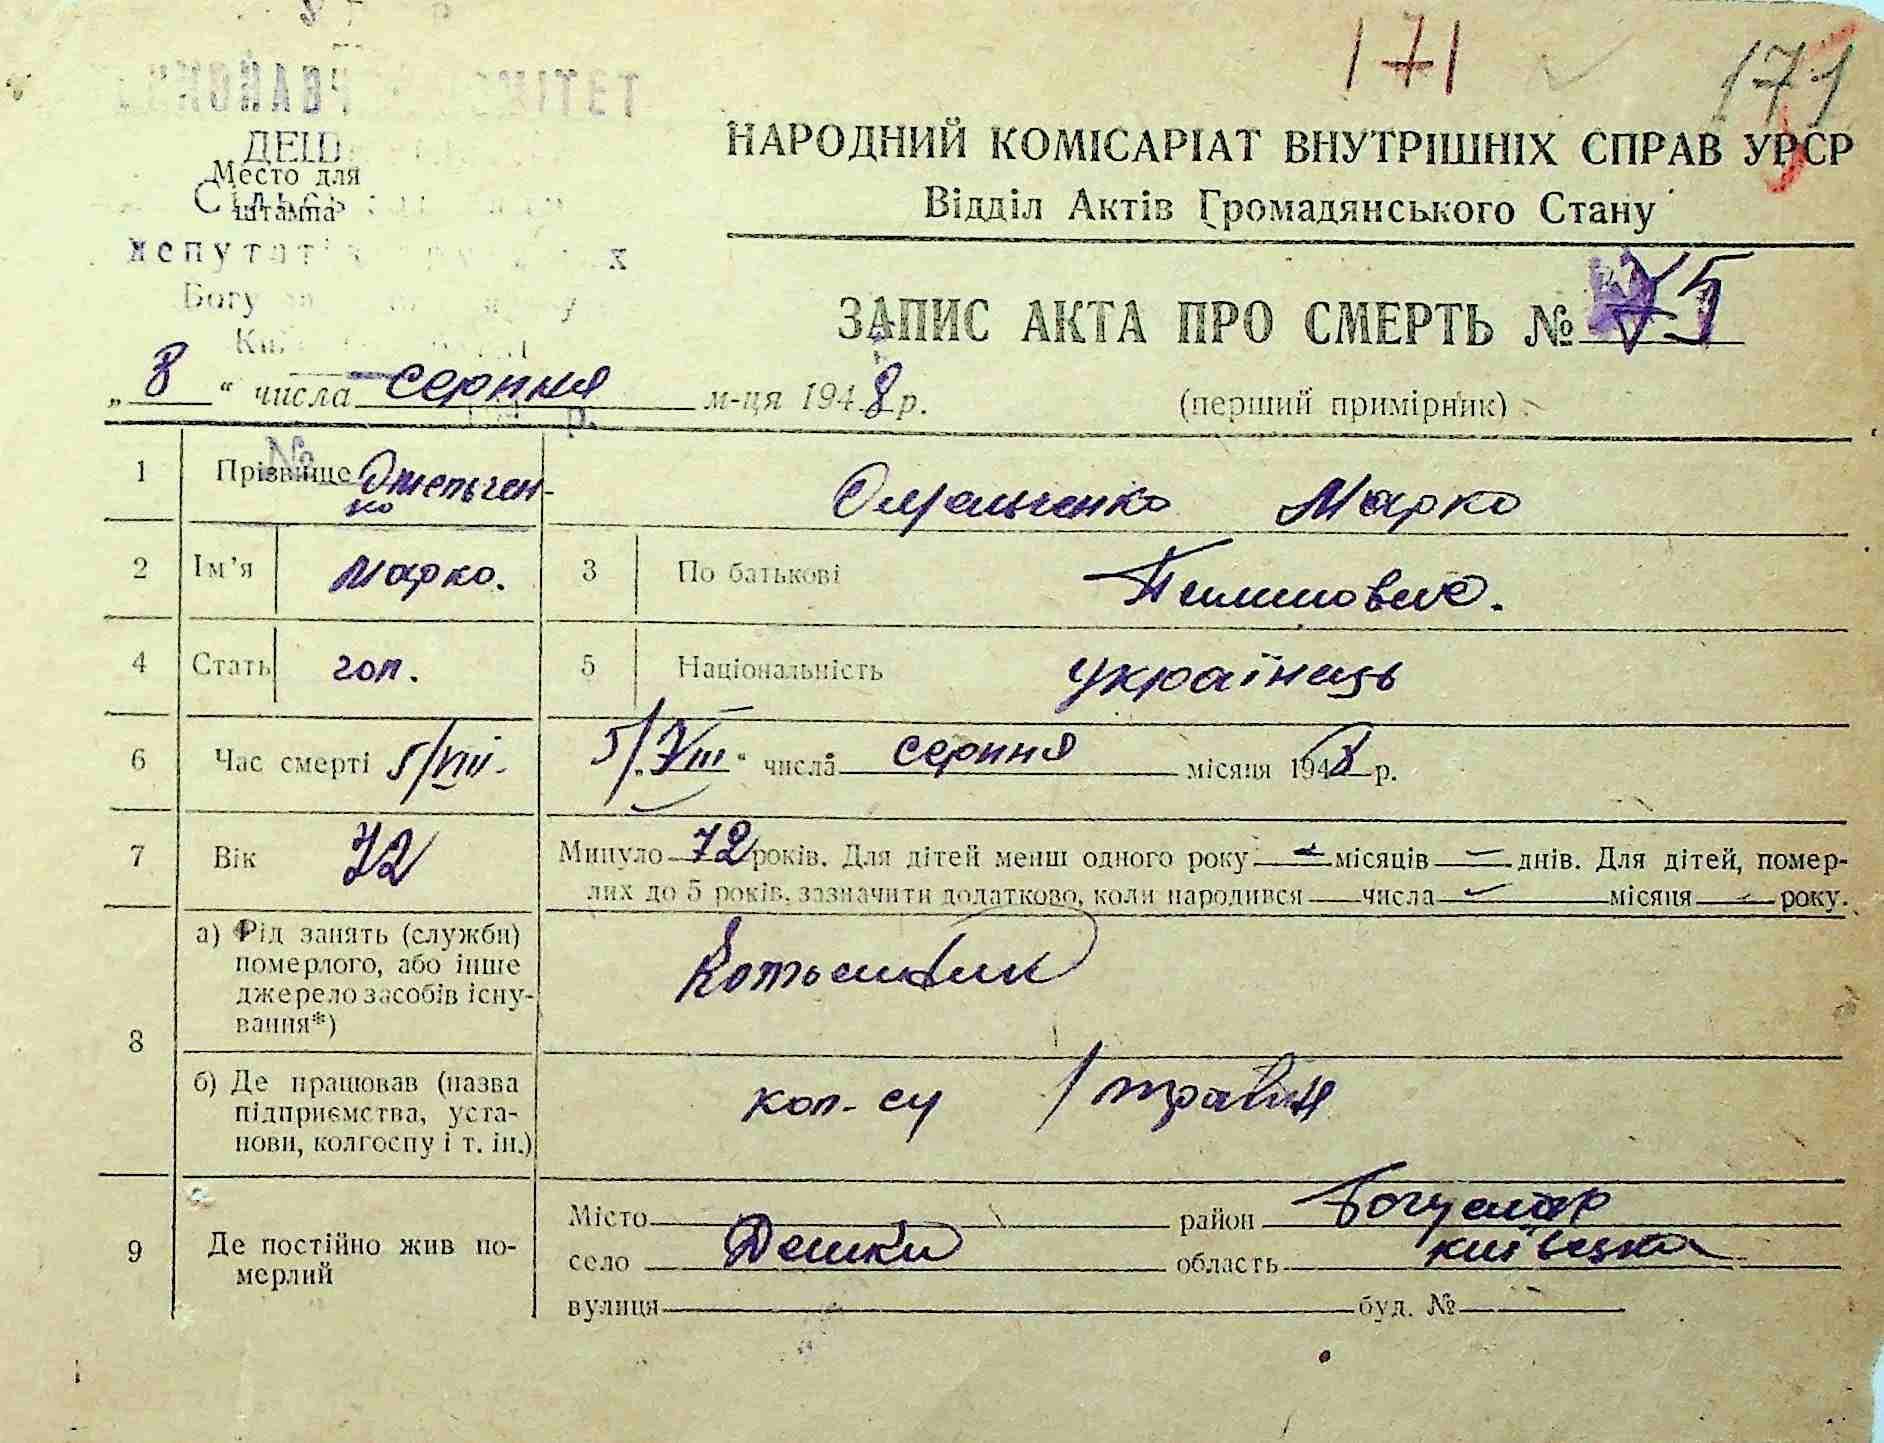 171 171
ДЕШ
Место для
штампа
НАРОДНИЙ КОМІСАРІАТ ВНУТРІШНІХ СПРАВ УРСР
Відділ Актів Громадянського Стану
ЗАПИС АКТА ПРО СМЕРТЬ №
„8“ числа серпня м-ця 1948 р. (перший примірник)
1 Прізвище Омельчен-
ко
Омельченко Марко
2 Ім'я Марко. 3 По батькові
4 Стать чол. 5 Національність українець
6 Час смерті 5/VIII- 5/VIII“ числа серпня місяця 1948 р.
7 Вік 72 Минуло 72 років. Для дітей менш одного року – місяців – днів. Для дітей, помер-
лих до 5 років, зазначити додатково, коли народився числа місяця року.
8 а) Рід занять (служби)
померлого, або інше
джерело засобів існу-
вання*)
б) Де працював (назва
підприємства, уста-
нови, колгоспу і т. ін.)
1 травня
9 Де постійно жив по-
мерлий
Місто район Богуслав
село Дешки область київська
вулиця буд. №